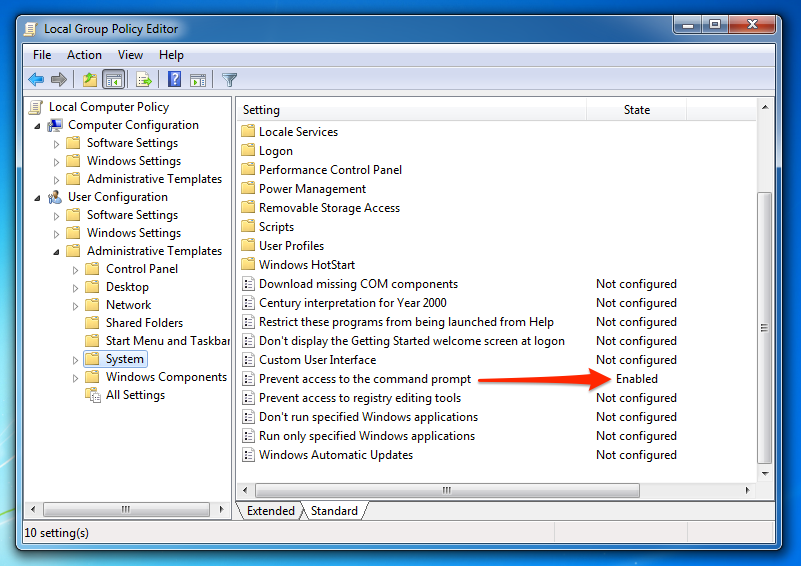 Local Group Policy Editor
File Action View Help
Local Computer Policy
Computer Configuration
Software Settings
Windows Settings
Administrative Templates
User Configuration
Software Settings
Windows Settings
Administrative Templates
Control Panel
Desktop
Network
Shared Folders
Start Menu and Taskbar
System
Windows Components
All Settings
Setting State
Locale Services
Logon
Performance Control Panel
Power Management
Removable Storage Access
Scripts
User Profiles
Windows HotStart
Download missing COM components Not configured
Century interpretation for Year 2000 Not configured
Restrict these programs from being launched from Help Not configured
Don't display the Getting Started welcome screen at logon Not configured
Custom User Interface Not configured
Prevent access to the command prompt Enabled
Prevent access to registry editing tools Not configured
Don't run specified Windows applications Not configured
Run only specified Windows applications Not configured
Windows Automatic Updates Not configured
Extended Standard
10 setting(s)